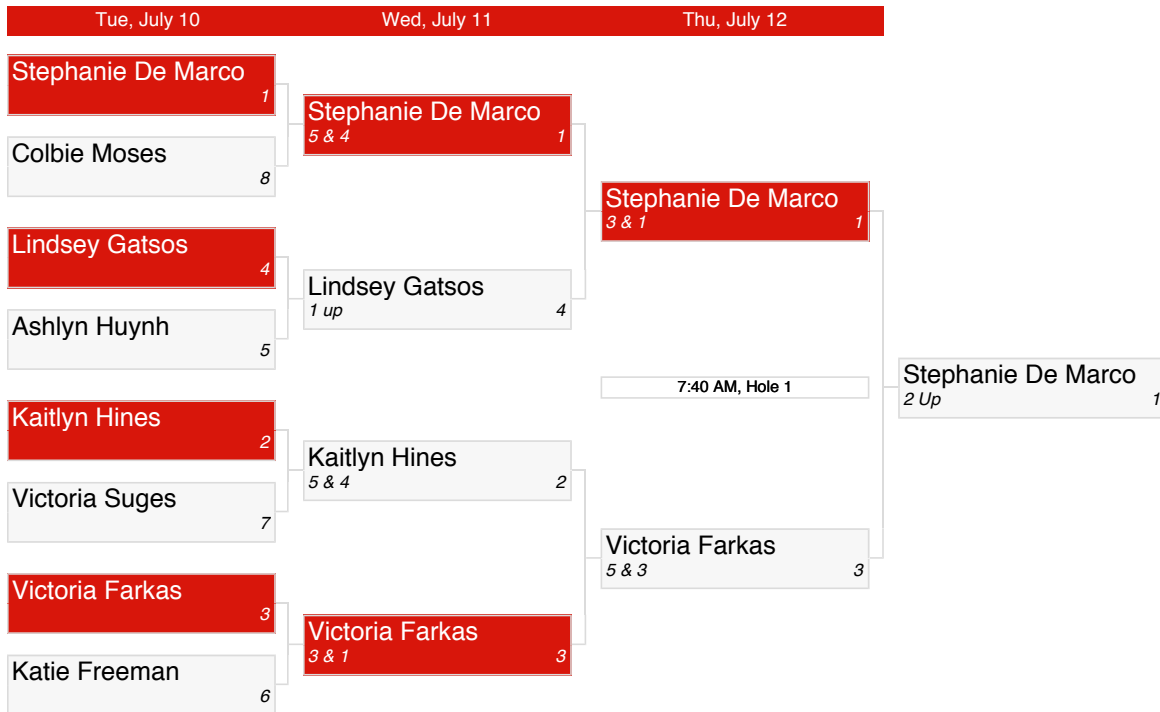 Tue, July 10
Wed, July 11
Thu, July 12
Stephanie De Marco
1
Colbie Moses
8
Lindsey Gatsos
4
Ashlyn Huynh
5
Kaitlyn Hines
2
Victoria Suges
7
Victoria Farkas
3
Katie Freeman
6
Stephanie De Marco
5 & 4 1
Lindsey Gatsos
1 up 4
Kaitlyn Hines
5 & 4 2
Victoria Farkas
3 & 1 3
Stephanie De Marco
3 & 1 1
7:40 AM, Hole 1
Victoria Farkas
5 & 3 3
Stephanie De Marco
2 Up 1